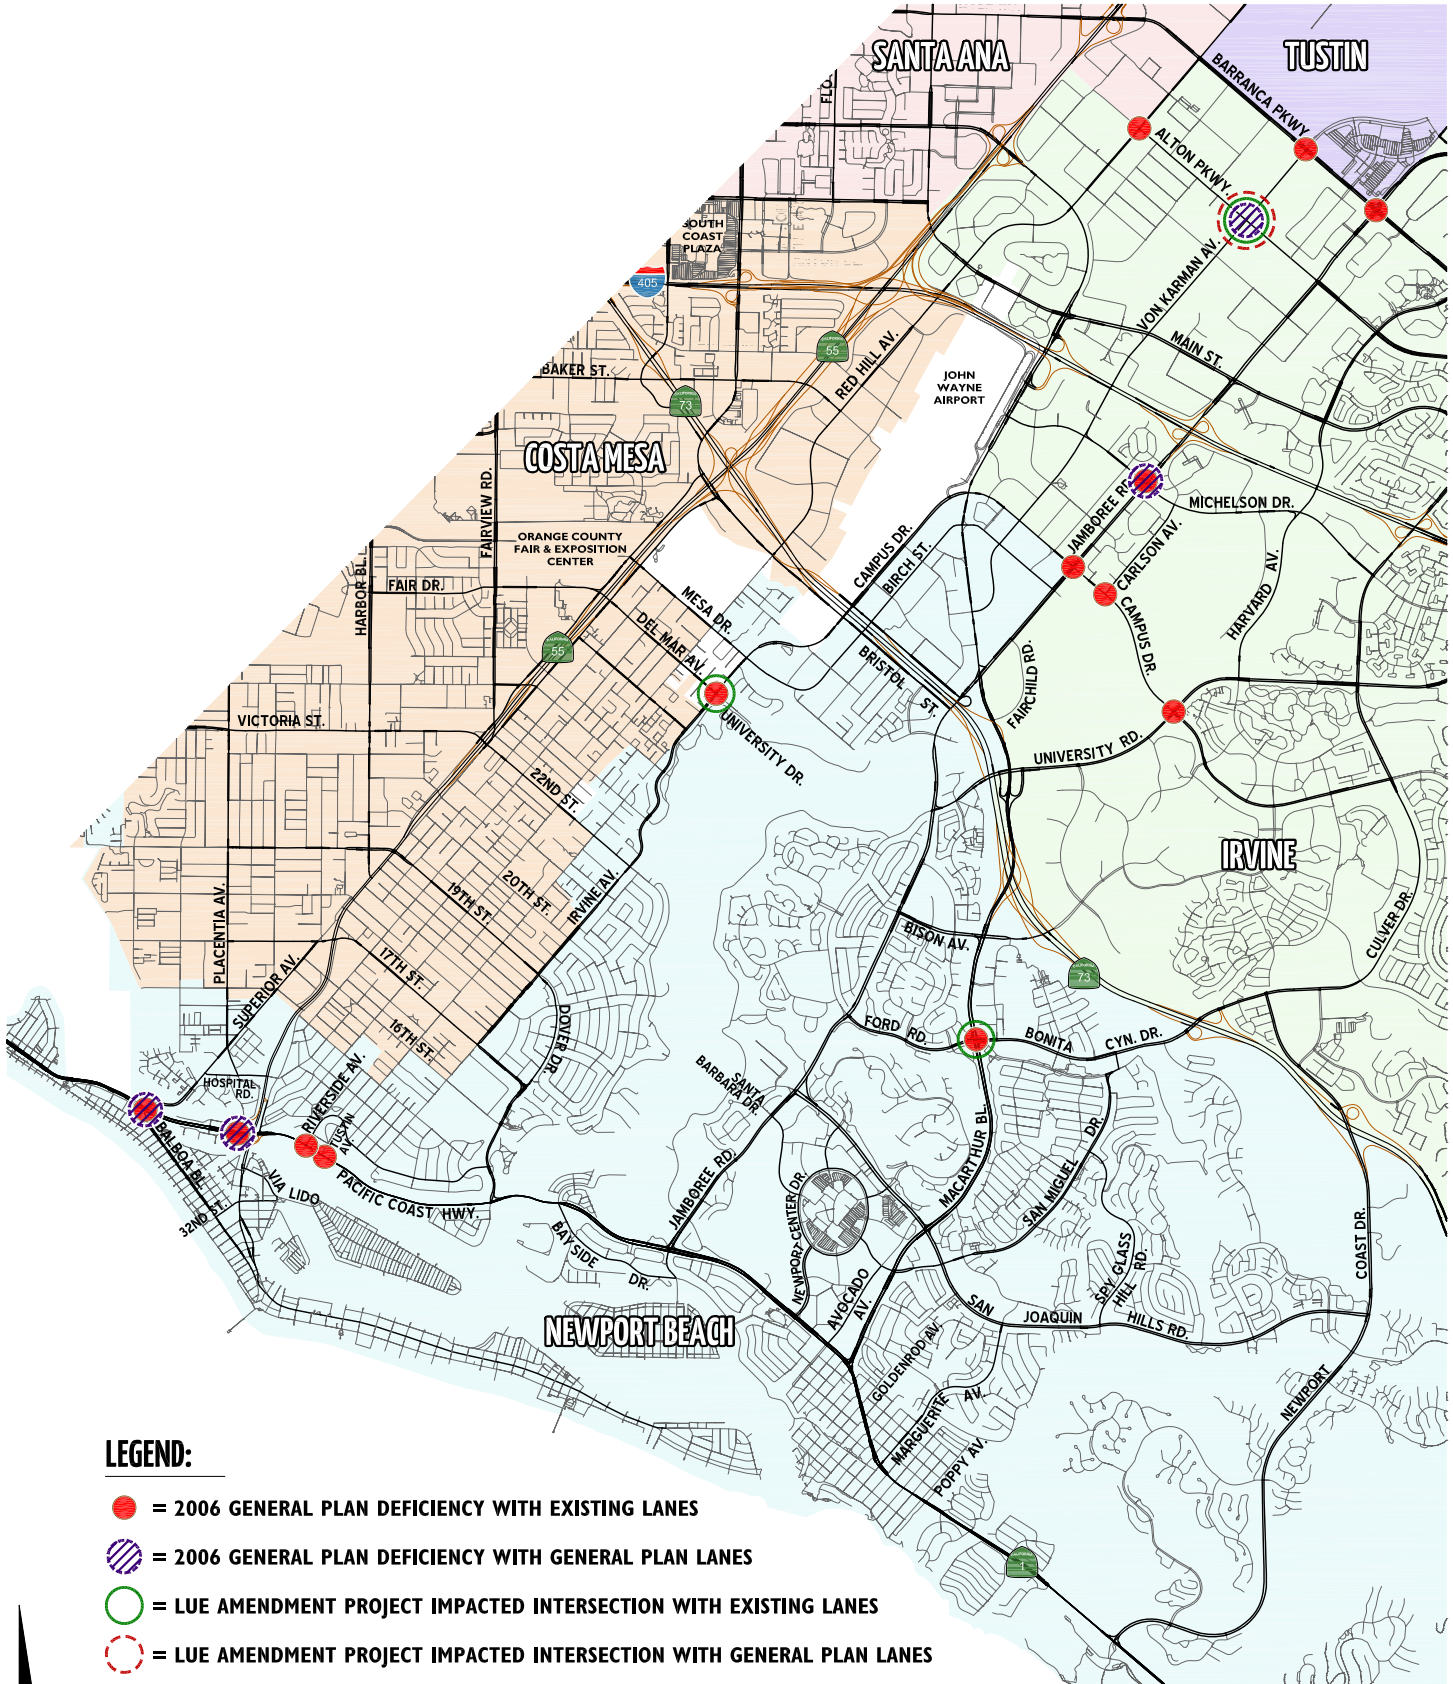 SANTA ANA
TUSTIN
BARRANCA PKWY
FLO
ALTON PKWY.
SOUTH
COAST
PLAZA
405
VON KARMAN AV.
MAIN ST.
55
RED HILL AV.
JOHN
WAYNE
AIRPORT
BAKER ST.
73
COSTA MESA
FAIRVIEW RD.
JAMBOREE RD
MICHELSON DR.
CARLSON AV.
ORANGE COUNTY
FAIR & EXPOSITION
CENTER
CAMPUS DR.
BIRCH ST.
HARBOR BL.
FAIR DR.
MESA DR.
DEL MAR AV.
HARVARD AV.
CAMPUS DR.
55
BRISTOL ST.
FAIRCHILD RD.
VICTORIA ST.
UNIVERSITY DR.
UNIVERSITY RD.
22ND ST.
IRVINE
20TH ST.
19TH ST.
IRVINE AV.
PLACENTIA AV.
BISON AV.
CULVER DR.
17TH ST.
SUPERIOR AV.
73
DOVER DR.
16TH ST.
FORD RD.
BONITA CYN. DR.
HOSPITAL
RD.
RIVERSIDE AV.
TUSTIN
AV.
SANTA
BARBARA DR.
BALBOA BL.
MACARTHUR BL.
SAN MIGUEL DR.
VIA LIDO
PACIFIC COAST HWY.
JAMBOREE RD.
32ND ST.
BAYSIDE DR.
NEWPORT CENTER DR.
AVOCADO
AV.
SPY GLASS
HILL RD.
COAST DR.
SAN JOAQUIN HILLS RD.
NEWPORT BEACH
GOLDENROD AV.
NEWPORT
MARGUERITE AV.
POPPY AV.
1
LEGEND:
= 2006 GENERAL PLAN DEFICIENCY WITH EXISTING LANES
= 2006 GENERAL PLAN DEFICIENCY WITH GENERAL PLAN LANES
= LUE AMENDMENT PROJECT IMPACTED INTERSECTION WITH EXISTING LANES
= LUE AMENDMENT PROJECT IMPACTED INTERSECTION WITH GENERAL PLAN LANES